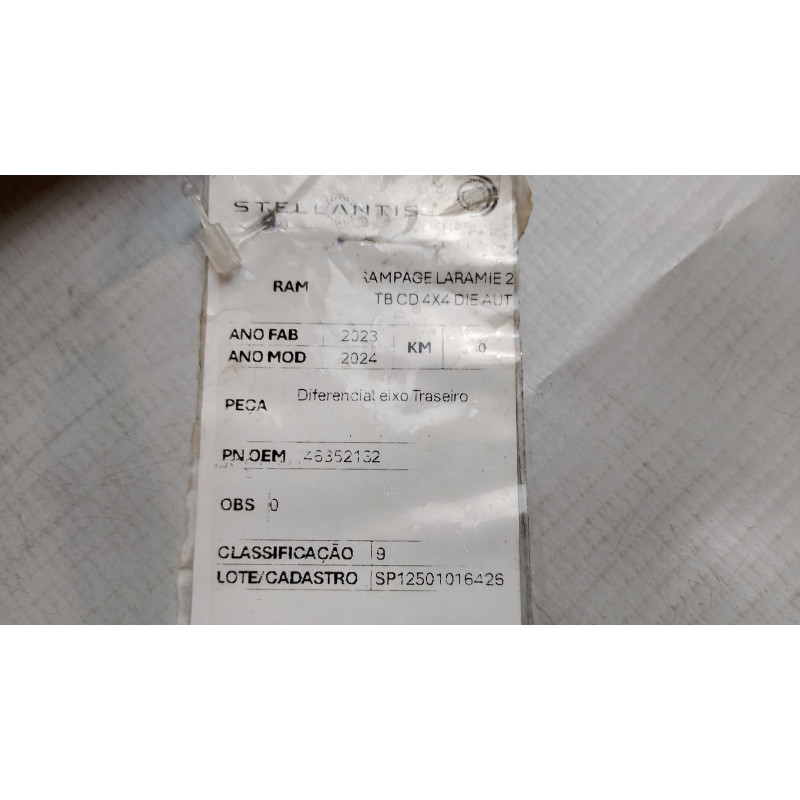 STELLANTIS
RAM
RAMPAGE LARAMIE 2
TB CD 4X4 DIE AUT
ANO FAB 2023
ANO MOD 2024
KM 0
PEÇA Diferencial eixo Traseiro
PN OEM 46352132
OBS 0
CLASSIFICAÇÃO 9
LOTE/CADASTRO SP12501016426